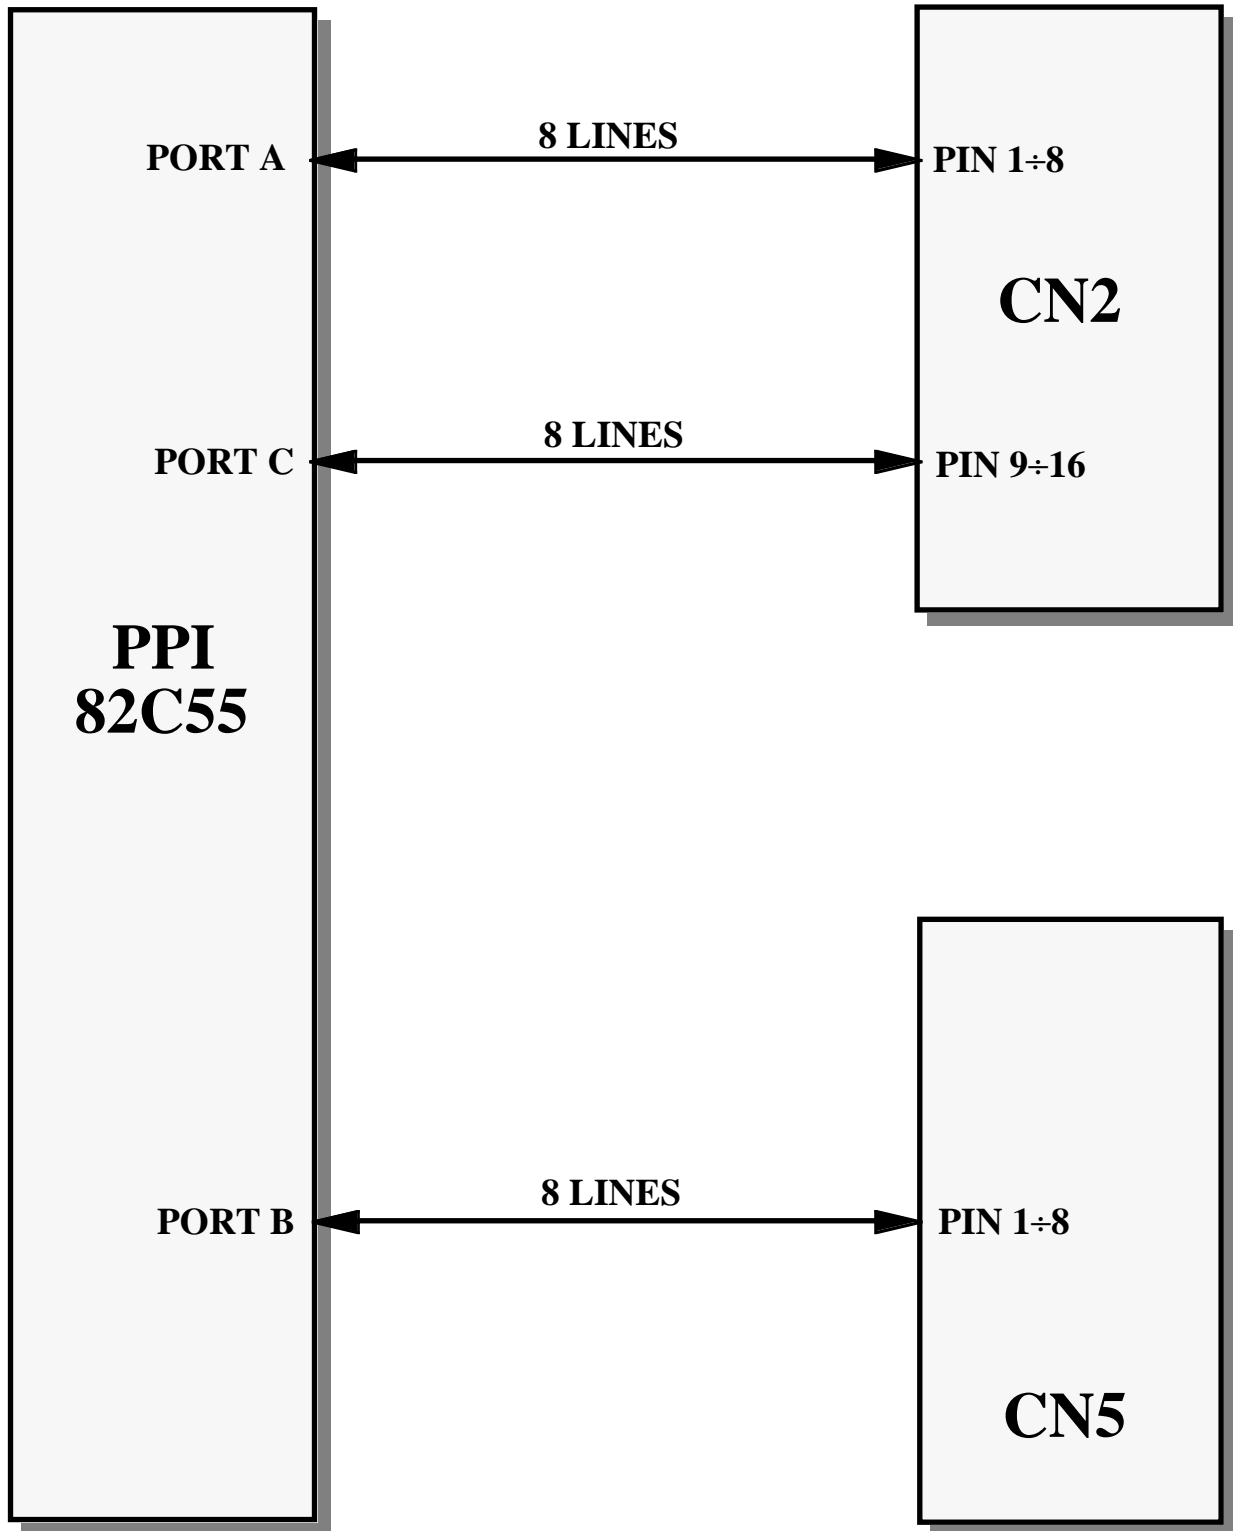 8 LINES
PORT A
PIN 1÷8
CN2
8 LINES
PORT C
PIN 9÷16
PPI
82C55
8 LINES
PORT B
PIN 1÷8
CN5